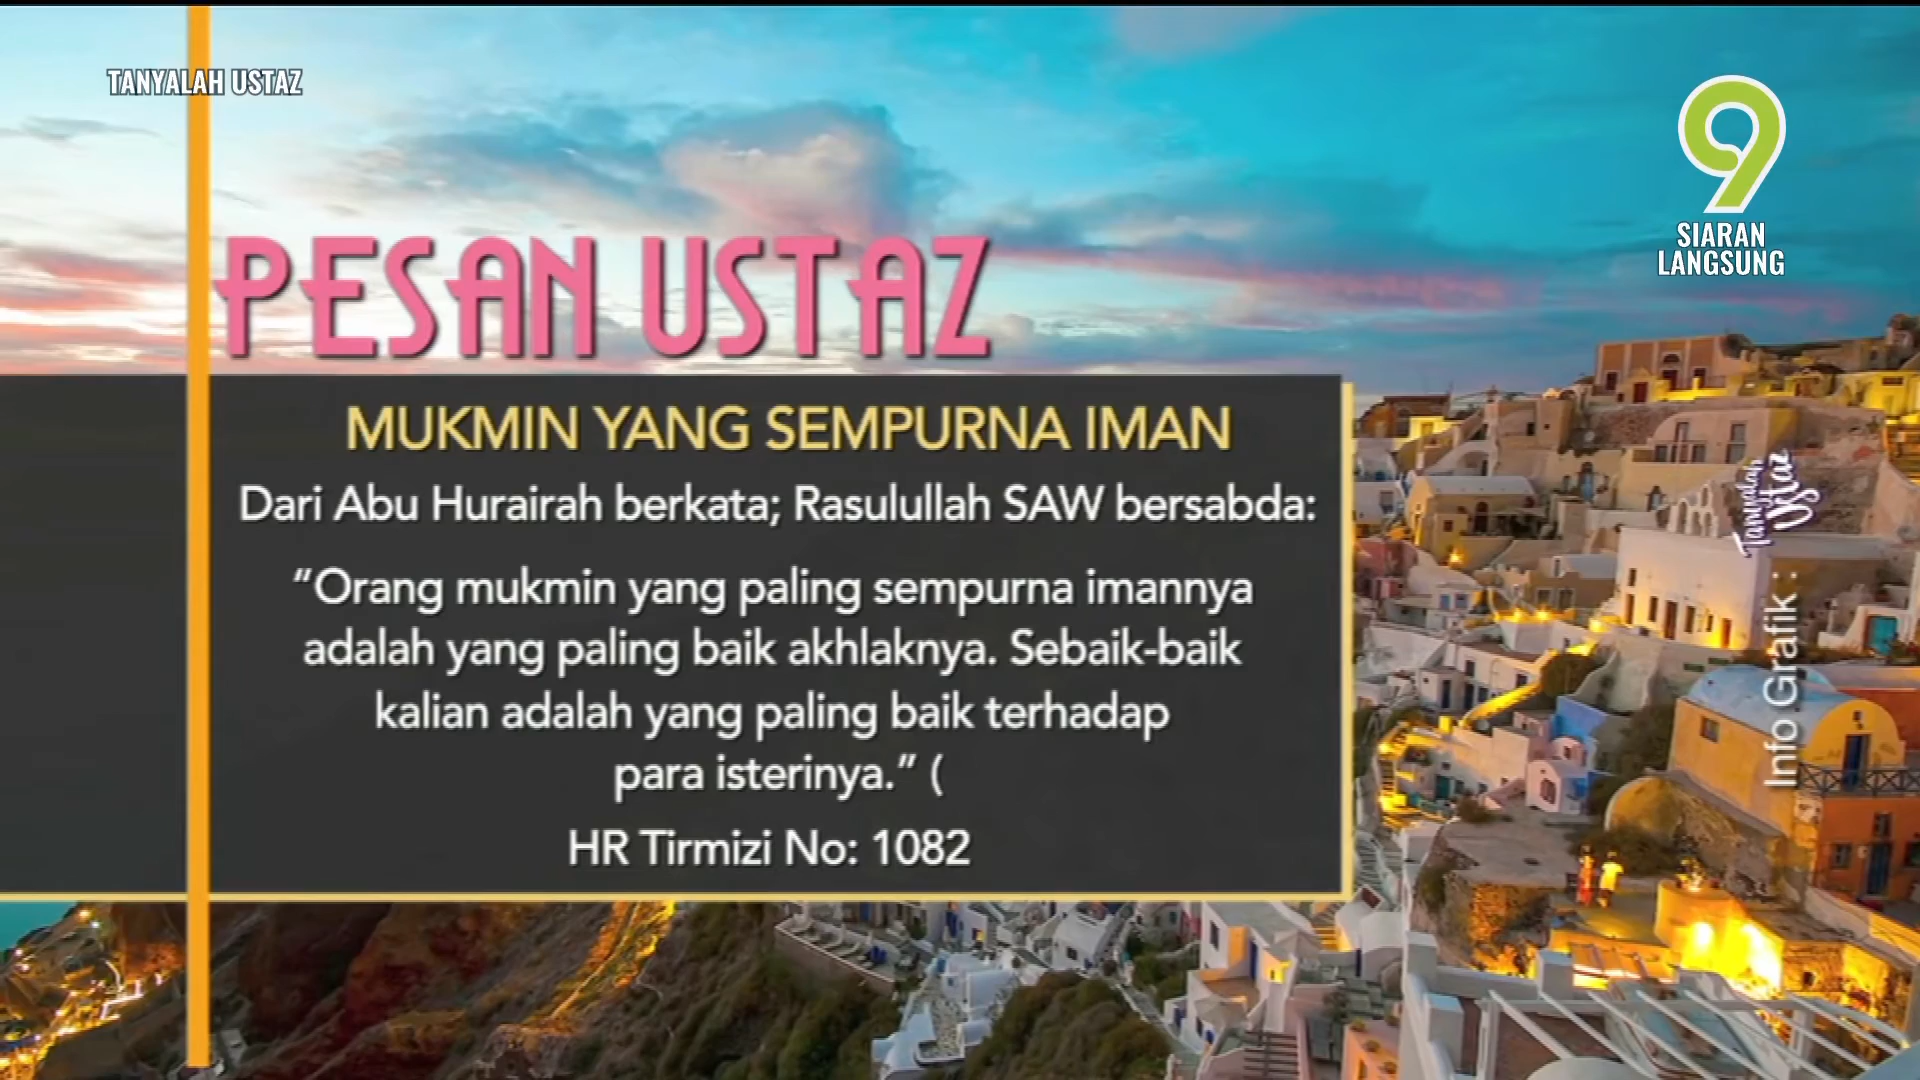 TANYALAH USTAZ
9
SIARAN
LANGSUNG
PESAN USTAZ
MUKMIN YANG SEMPURNA IMAN
Dari Abu Hurairah berkata; Rasulullah SAW bersabda:
“Orang mukmin yang paling sempurna imannya
adalah yang paling baik akhlaknya. Sebaik-baik
kalian adalah yang paling baik terhadap
para isterinya.” (
HR Tirmizi No: 1082
Info Grafik :
Tanyalah
Ustaz